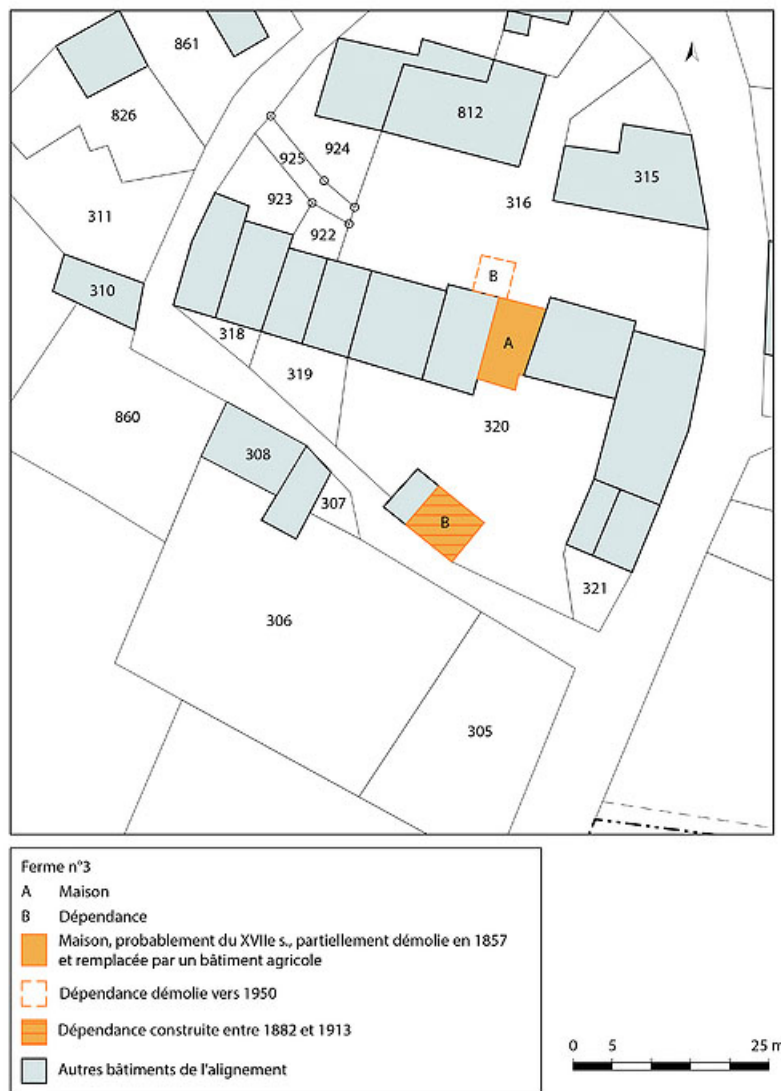 861
826
812
924
925
315
923
316
311
922
B
310
A
318
319
320
860
308
B
307
321
306
305
Ferme n°3
A Maison
B Dépendance
Maison, probablement du XVIIe s., partiellement démolie en 1857
et remplacée par un bâtiment agricole
Dépendance démolie vers 1950
Dépendance construite entre 1882 et 1913
Autres bâtiments de l'alignement
0 5 25 m